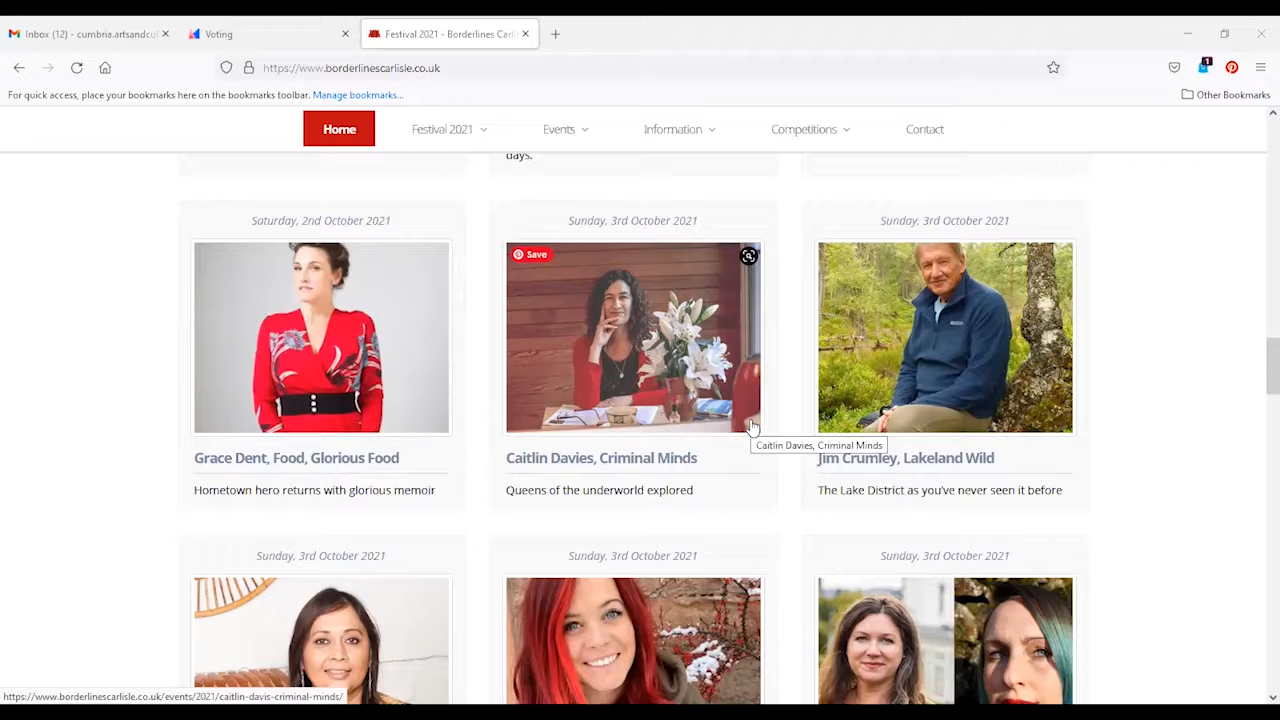 Inbox (12) - cumbria.artsandcul
Voting
Festival 2021 - Borderlines Carli
https://www.borderlinescarlisle.co.uk
1
For quick access, place your bookmarks here on the bookmarks toolbar. Manage bookmarks...
Other Bookmarks
Home
Festival 2021
Events
Information
Competitions
Contact
days.
Saturday, 2nd October 2021
Sunday, 3rd October 2021
Sunday, 3rd October 2021
Save
Caitlin Davies, Criminal Minds
Grace Dent, Food, Glorious Food
Caitlin Davies, Criminal Minds
Jim Crumley, Lakeland Wild
Hometown hero returns with glorious memoir
Queens of the underworld explored
The Lake District as you've never seen it before
Sunday, 3rd October 2021
Sunday, 3rd October 2021
Sunday, 3rd October 2021
https://www.borderlinescarlisle.co.uk/events/2021/caitlin-davis-criminal-minds/